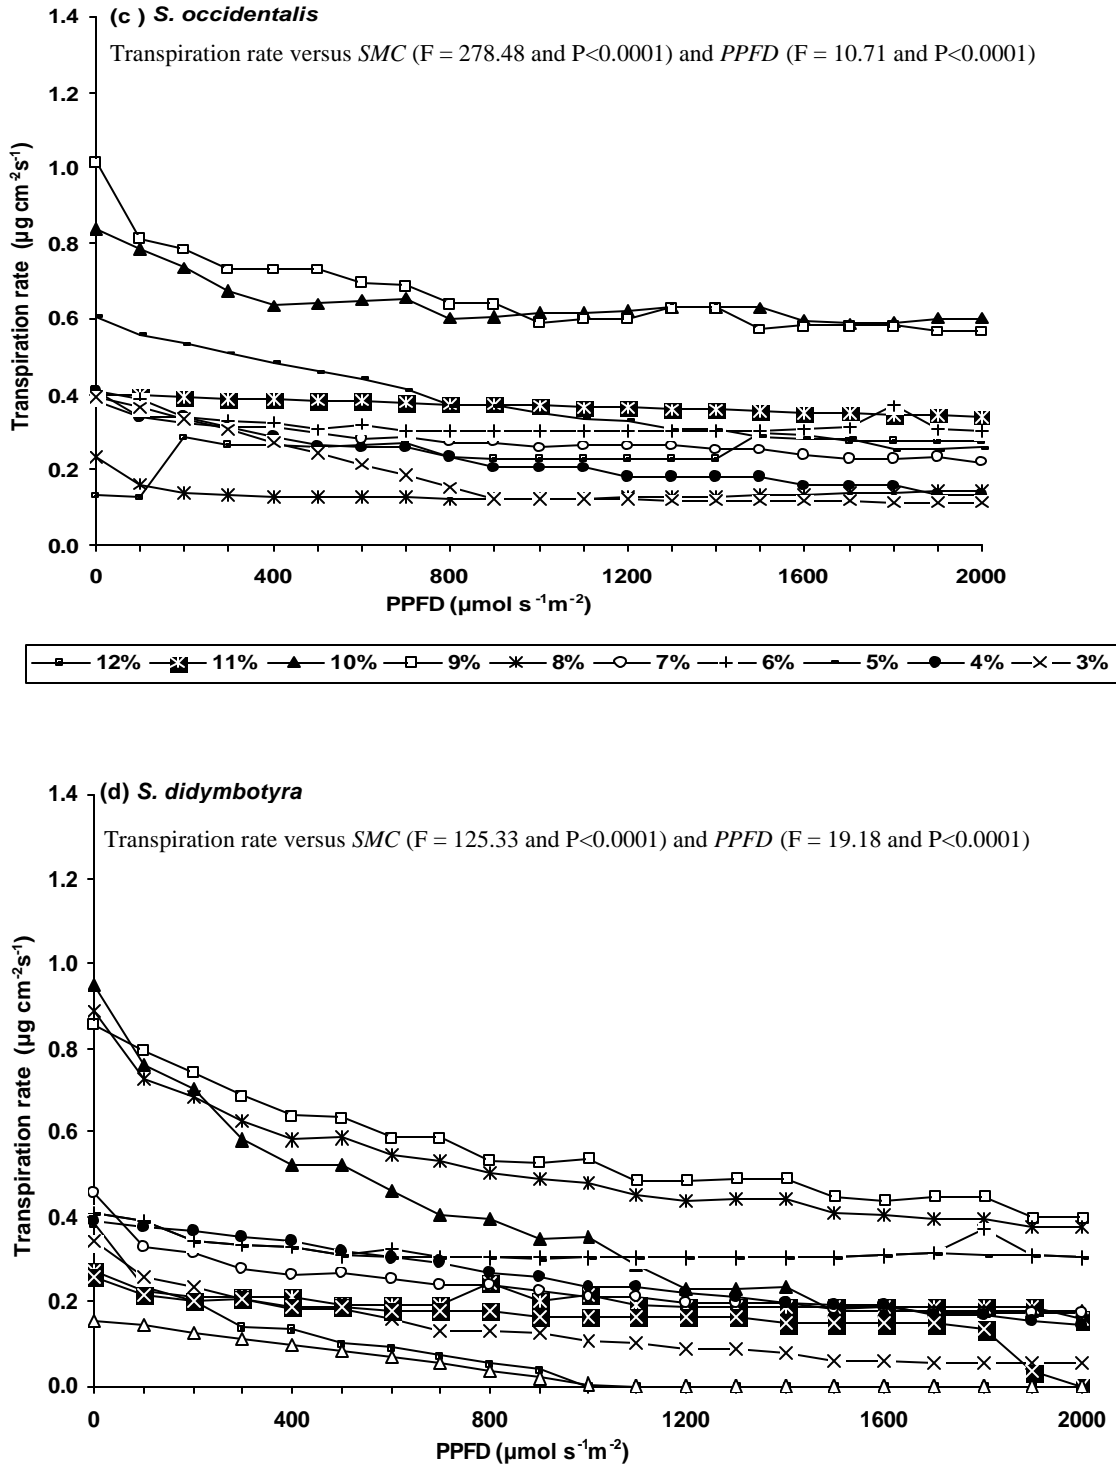 (c ) S. occidentalis
Transpiration rate versus SMC (F = 278.48 and P<0.0001) and PPFD (F = 10.71 and P<0.0001)
Transpiration rate (µg cm-2s-1)
1.4
1.2
1.0
0.8
0.6
0.4
0.2
0.0
0 400 800 1200 1600 2000
PPFD (µmol s-1m-2)
12% 11% 10% 9% 8% 7% 6% 5% 4% 3%
(d) S. didymbotyra
Transpiration rate versus SMC (F = 125.33 and P<0.0001) and PPFD (F = 19.18 and P<0.0001)
Transpiration rate (µg cm-2s-1)
1.4
1.2
1.0
0.8
0.6
0.4
0.2
0.0
0 400 800 1200 1600 2000
PPFD (µmol s-1m-2)